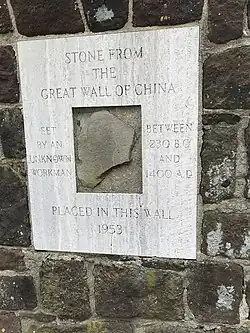 STONE FROM
THE
GREAT WALL OF CHINA
SET
BY AN
UNKNOWN
WORKMAN
BETWEEN
230 B.C
AND
1400 A.D
PLACED IN THIS WALL
1953